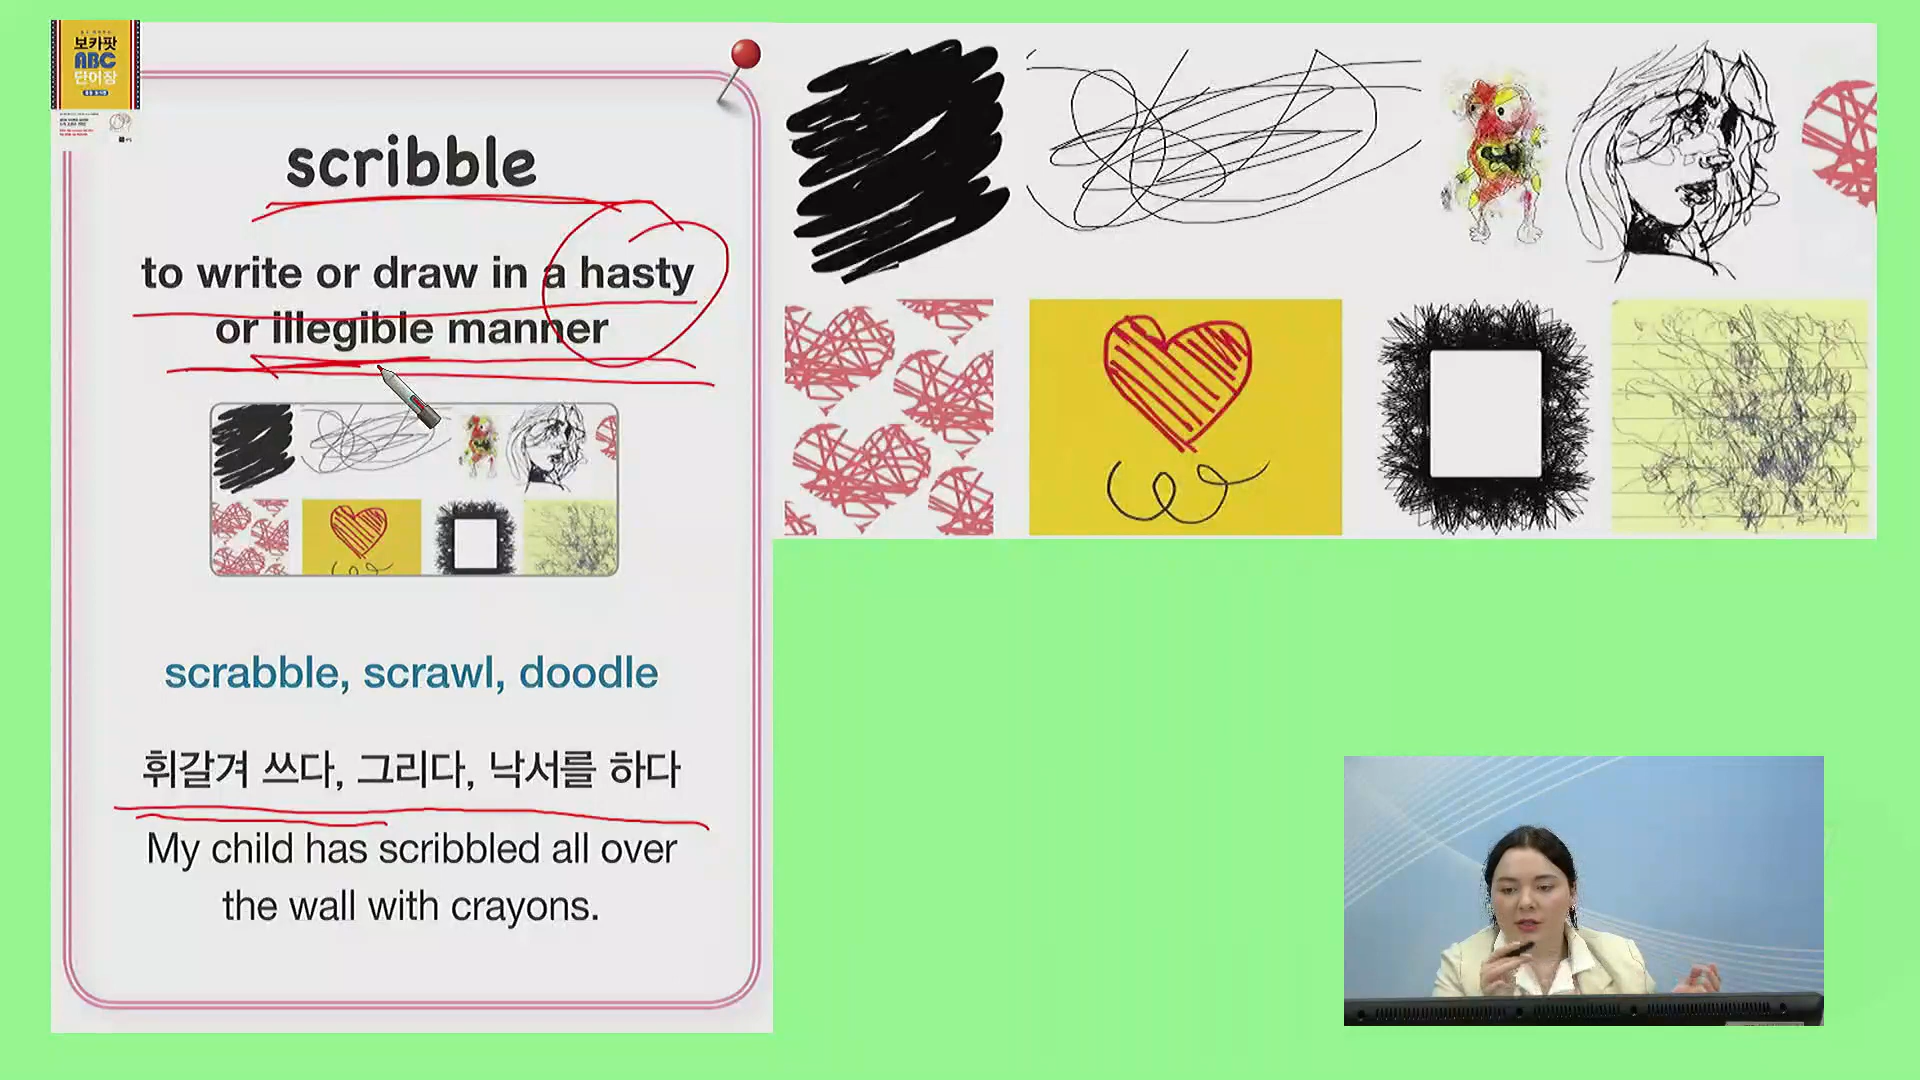 보카팟
ABC
단어장
scribble
to write or draw in a hasty
or illegible manner
scrabble, scrawl, doodle
휘갈겨 쓰다, 그리다, 낙서를 하다
My child has scribbled all over
the wall with crayons.